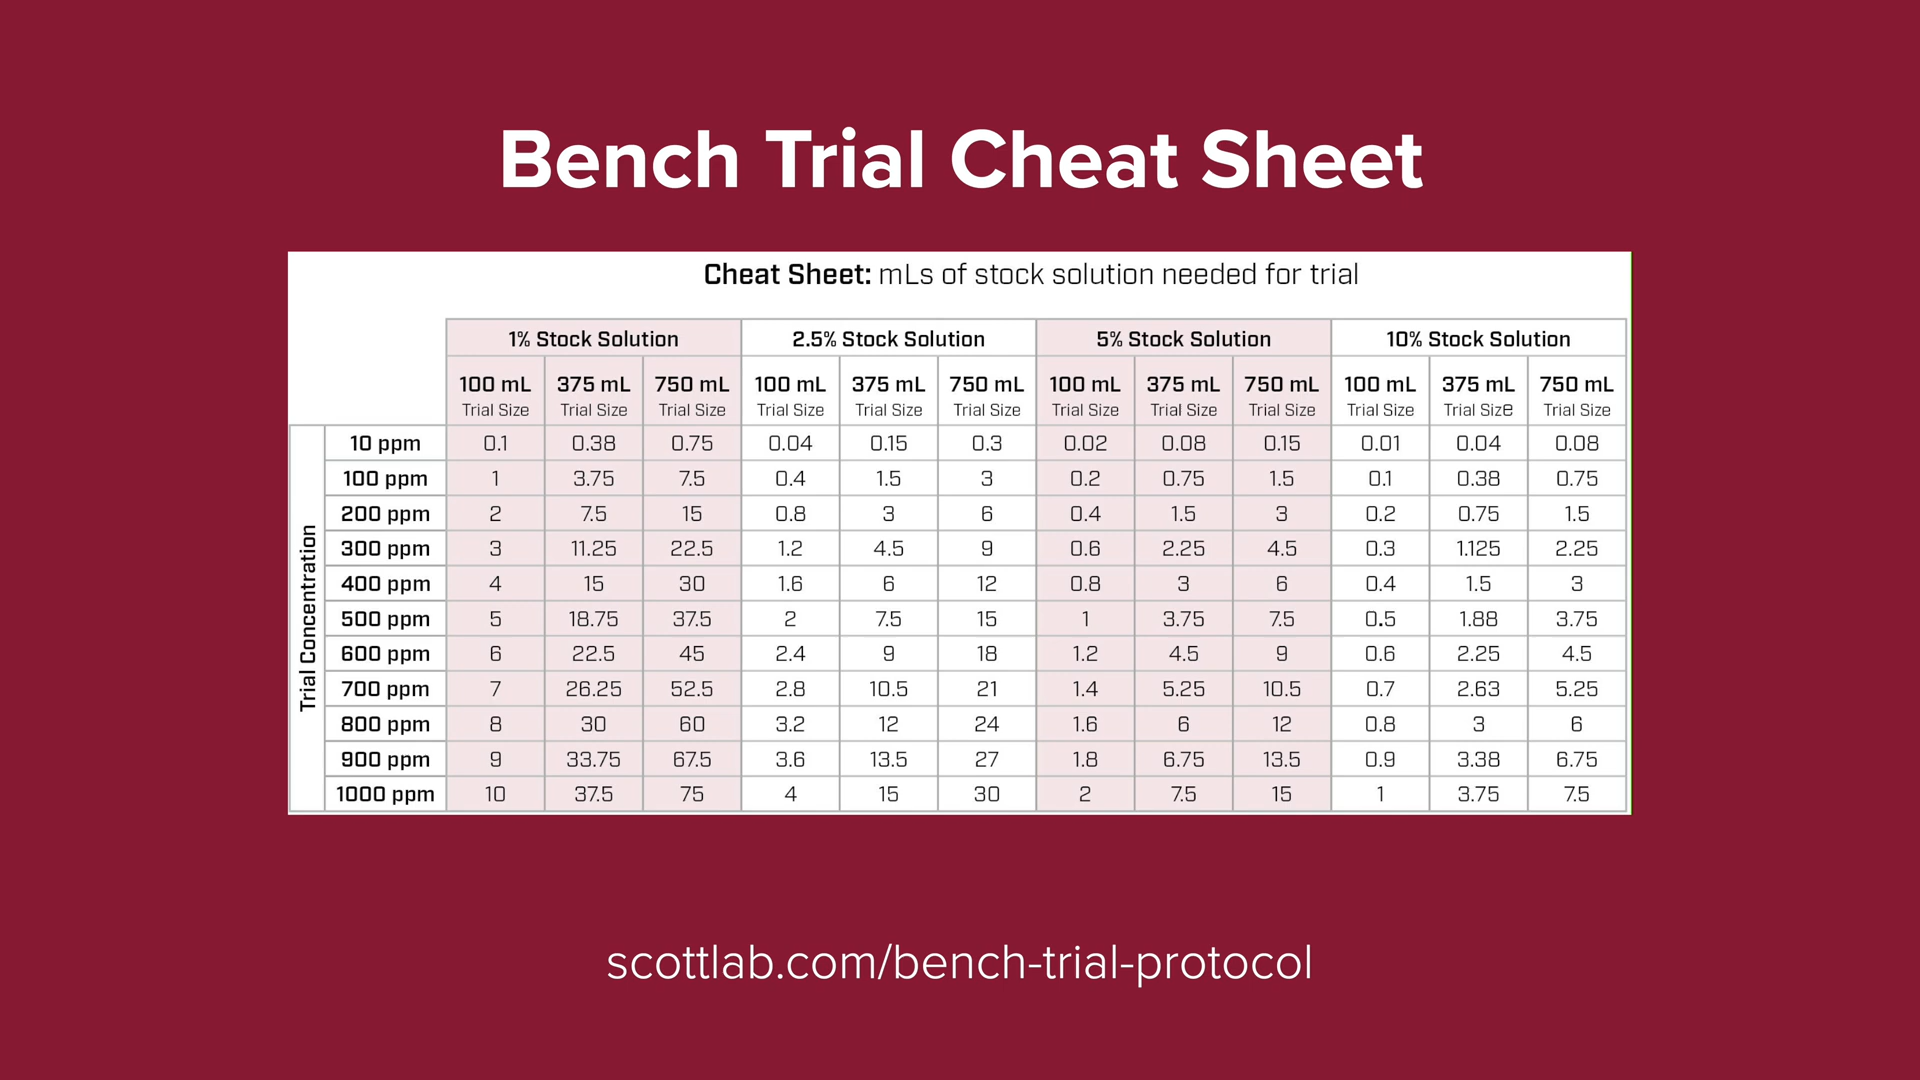 Bench Trial Cheat Sheet
Cheat Sheet: mLs of stock solution needed for trial
1% Stock Solution 2.5% Stock Solution 5% Stock Solution 10% Stock Solution
100 mL 375 mL 750 mL 100 mL 375 mL 750 mL 100 mL 375 mL 750 mL 100 mL 375 mL 750 mL
Trial Size Trial Size Trial Size Trial Size Trial Size Trial Size Trial Size Trial Size Trial Size Trial Size Trial Size Trial Size
Trial Concentration
10 ppm 0.1 0.38 0.75 0.04 0.15 0.3 0.02 0.08 0.15 0.01 0.04 0.08
100 ppm 1 3.75 7.5 0.4 1.5 3 0.2 0.75 1.5 0.1 0.38 0.75
200 ppm 2 7.5 15 0.8 3 6 0.4 1.5 3 0.2 0.75 1.5
300 ppm 3 11.25 22.5 1.2 4.5 9 0.6 2.25 4.5 0.3 1.125 2.25
400 ppm 4 15 30 1.6 6 12 0.8 3 6 0.4 1.5 3
500 ppm 5 18.75 37.5 2 7.5 15 1 3.75 7.5 0.5 1.88 3.75
600 ppm 6 22.5 45 2.4 9 18 1.2 4.5 9 0.6 2.25 4.5
700 ppm 7 26.25 52.5 2.8 10.5 21 1.4 5.25 10.5 0.7 2.63 5.25
800 ppm 8 30 60 3.2 12 24 1.6 6 12 0.8 3 6
900 ppm 9 33.75 67.5 3.6 13.5 27 1.8 6.75 13.5 0.9 3.38 6.75
1000 ppm 10 37.5 75 4 15 30 2 7.5 15 1 3.75 7.5
scottlab.com/bench-trial-protocol